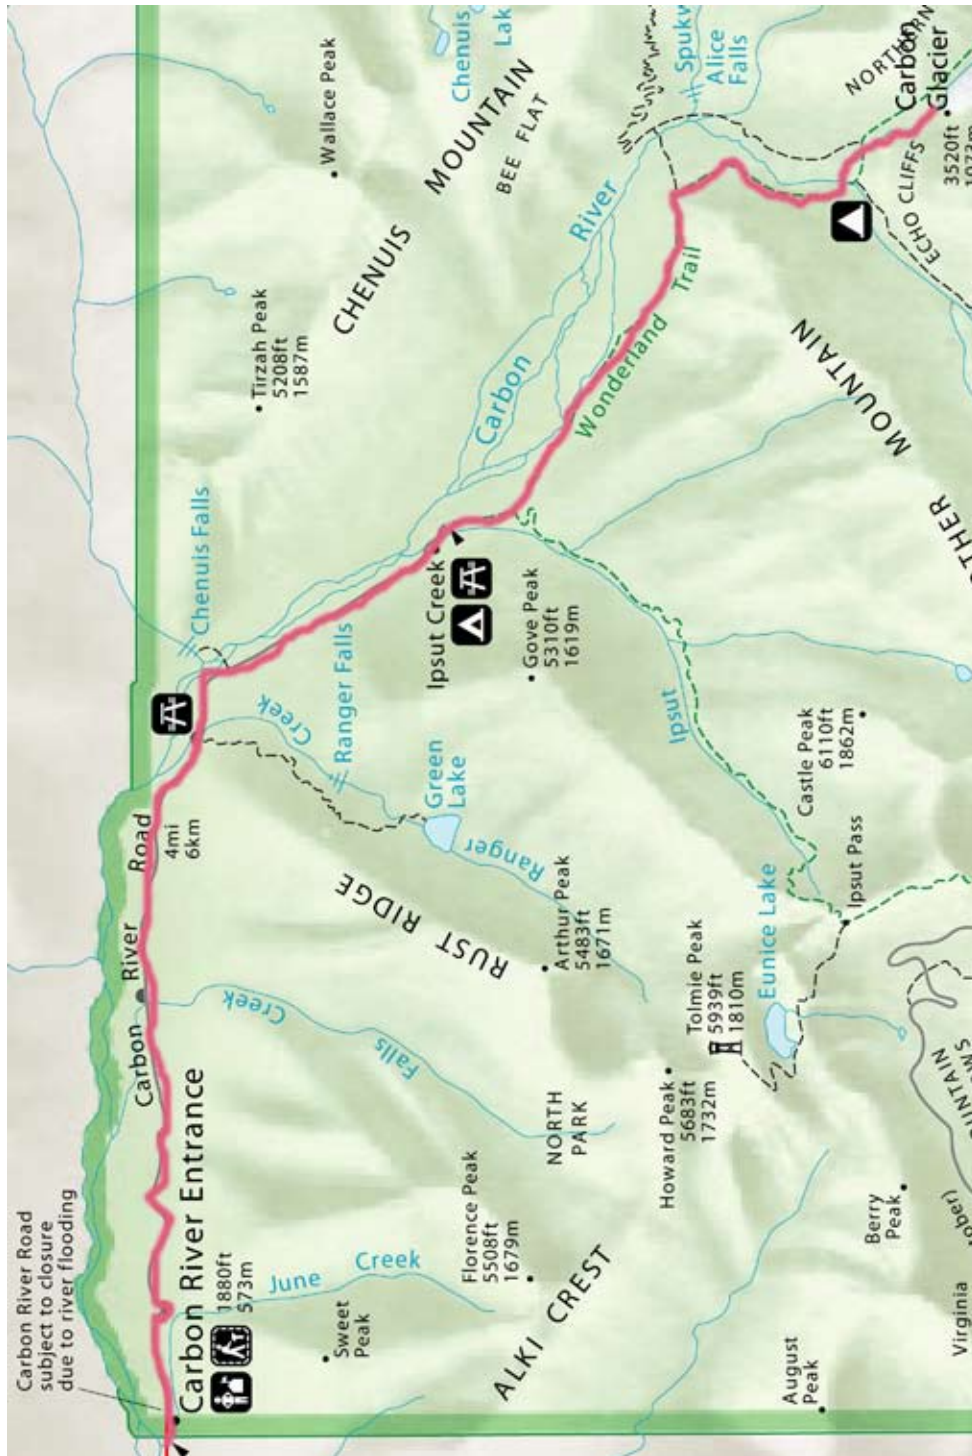 Carbon River Road
subject to closure
due to river flooding
Carbon River Entrance
1880ft
573m
Carbon
River
Road
4mi
6km
Chenuis Falls
Tirzah Peak
5208ft
1587m
Wallace Peak
CHENUIS
MOUNTAIN
BEE FLAT
Chenuis
Alice
Falls
NORTHERN
Carbon
Glacier
3520ft
ECHO CLIFFS
Carbon
River
Wonderland
Trail
MOUNTAIN
June
Creek
Falls
Creek
Creek
Ranger Falls
Green
Lake
Ranger
RUST RIDGE
Ipsut Creek
Gove Peak
5310ft
1619m
Ipsut
Arthur Peak
5483ft
1671m
Castle Peak
6110ft
1862m
Ipsut Pass
Eunice Lake
Tolmie Peak
5939ft
1810m
Howard Peak
5683ft
1732m
NORTH
PARK
Florence Peak
5508ft
1679m
Sweet
Peak
ALKI CREST
August
Peak
Berry
Peak
Virginia
MOUNTAIN